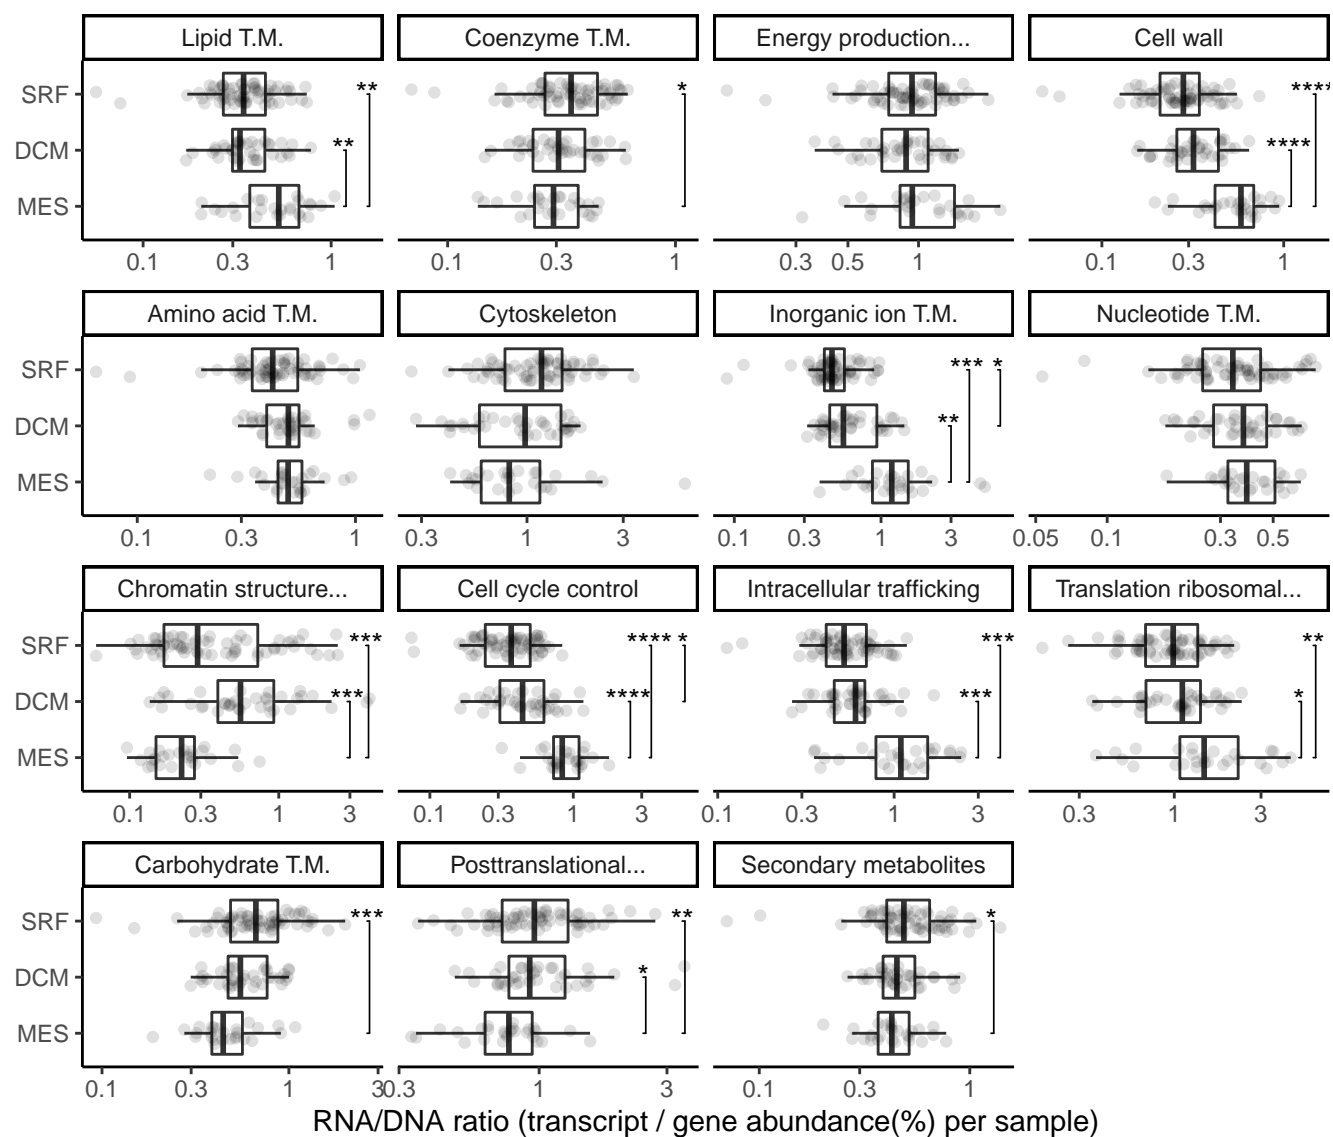 Lipid T.M. Coenzyme T.M. Energy production... Cell wall
SRF ** * ****
DCM ** ****
MES
0.1 0.3 1 0.1 0.3 1 0.3 0.5 1 0.1 0.3 1
Amino acid T.M. Cytoskeleton Inorganic ion T.M. Nucleotide T.M.
SRF *** *
DCM **
MES
0.1 0.3 1 0.3 1 3 0.1 0.3 1 3 0.05 0.1 0.3 0.5
Chromatin structure... Cell cycle control Intracellular trafficking Translation ribosomal...
SRF *** **** * *** **
DCM *** **** *** *
MES
0.1 0.3 1 3 0.1 0.3 1 0.1 0.3 1 3 0.3 1 3
Carbohydrate T.M. Posttranslational... Secondary metabolites
SRF *** ** *
DCM *
MES
0.1 0.3 1 3 0.3 1 3 0.1 0.3 1
RNA/DNA ratio (transcript / gene abundance(%) per sample)